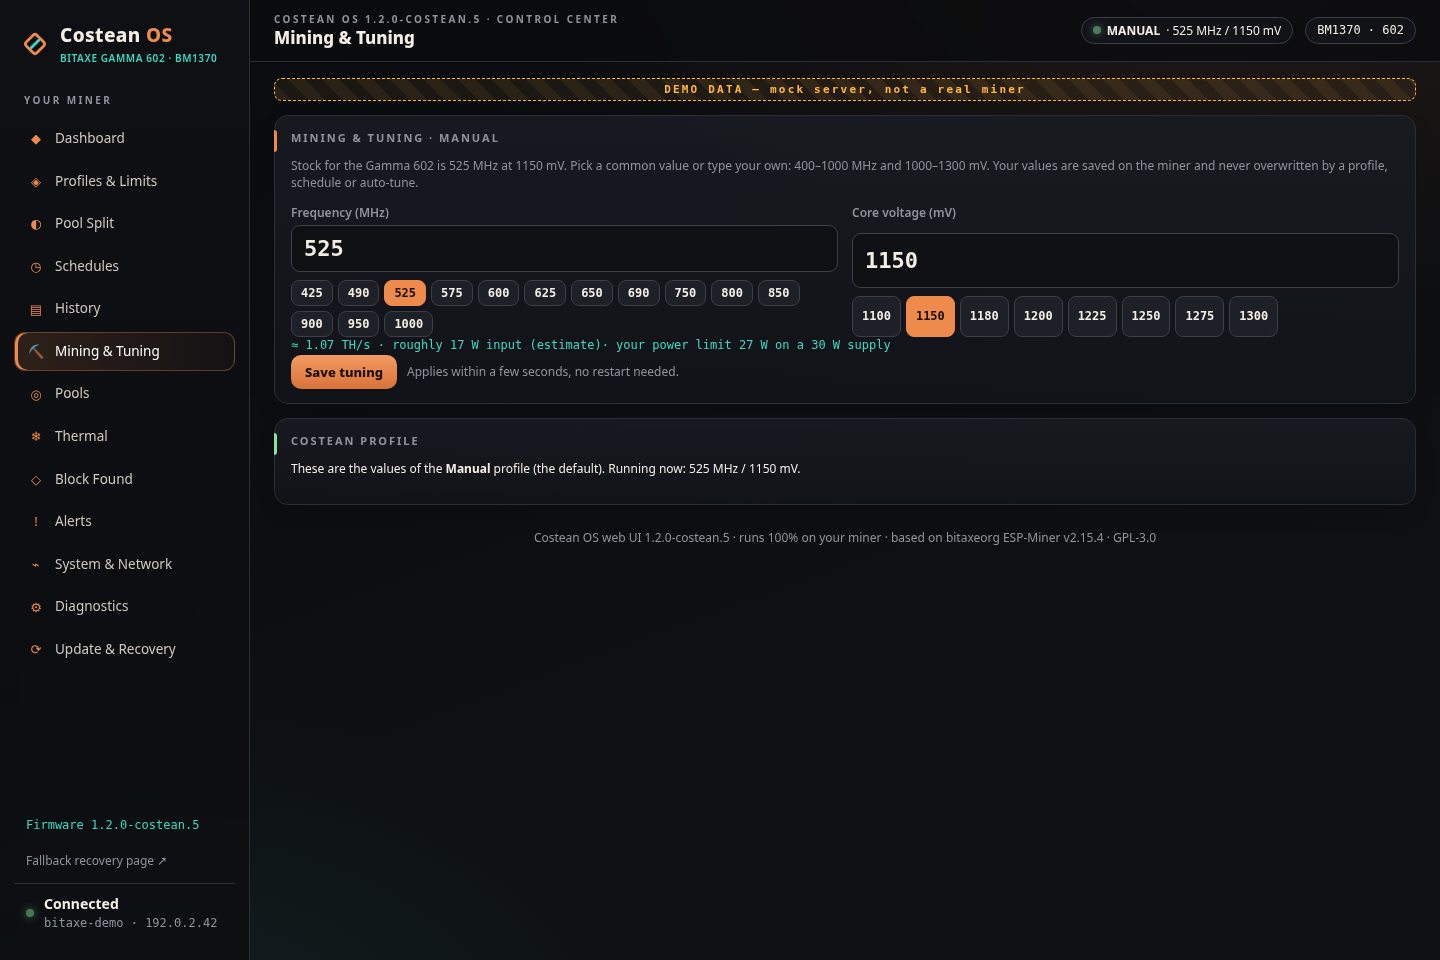 Costean OS
BITAXE GAMMA 602 · BM1370
YOUR MINER
Dashboard
Profiles & Limits
Pool Split
Schedules
History
Mining & Tuning
Pools
Thermal
Block Found
! Alerts
System & Network
Diagnostics
Update & Recovery
Firmware 1.2.0-costean.5
Fallback recovery page ↗
Connected
bitaxe-demo · 192.0.2.42
COSTEAN OS 1.2.0-COSTEAN.5 · CONTROL CENTER
Mining & Tuning
MANUAL · 525 MHz / 1150 mV
BM1370 · 602
DEMO DATA — mock server, not a real miner
MINING & TUNING · MANUAL
Stock for the Gamma 602 is 525 MHz at 1150 mV. Pick a common value or type your own: 400–1000 MHz and 1000–1300 mV. Your values are saved on the miner and never overwritten by a profile,
schedule or auto-tune.
Frequency (MHz)
525
425 490 525 575 600 625 650 690 750 800 850
900 950 1000
Core voltage (mV)
1150
1100 1150 1180 1200 1225 1250 1275 1300
≈ 1.07 TH/s · roughly 17 W input (estimate)· your power limit 27 W on a 30 W supply
Save tuning
Applies within a few seconds, no restart needed.
COSTEAN PROFILE
These are the values of the Manual profile (the default). Running now: 525 MHz / 1150 mV.
Costean OS web UI 1.2.0-costean.5 · runs 100% on your miner · based on bitaxeorg ESP-Miner v2.15.4 · GPL-3.0